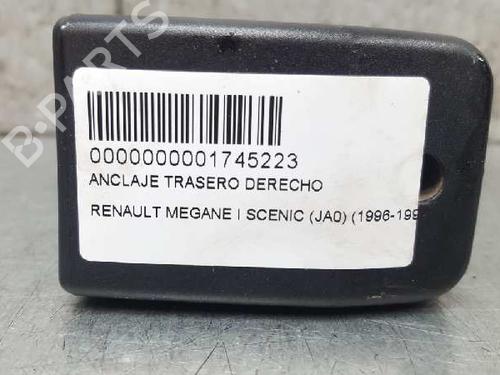 B-PARTS
0000000001745223
ANCLAJE TRASERO DERECHO
RENAULT MEGANE I SCENIC (JA0) (1996-199